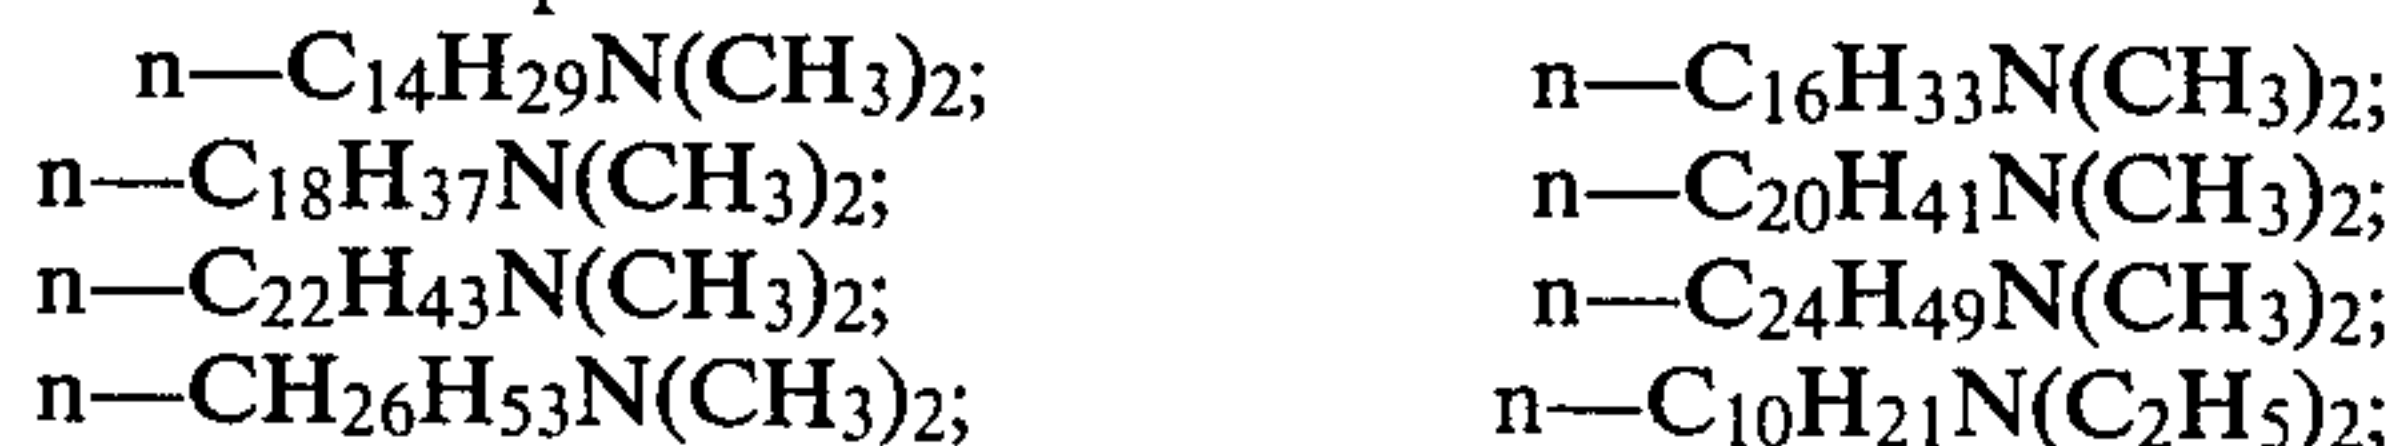 n—C14H29N(CH3)2; n—C16H33N(CH3)2;
n—C18H37N(CH3)2; n—C20H41N(CH3)2;
n—C22H43N(CH3)2; n—C24H49N(CH3)2;
n—CH26H53N(CH3)2; n—C10H21N(C2H5)2;